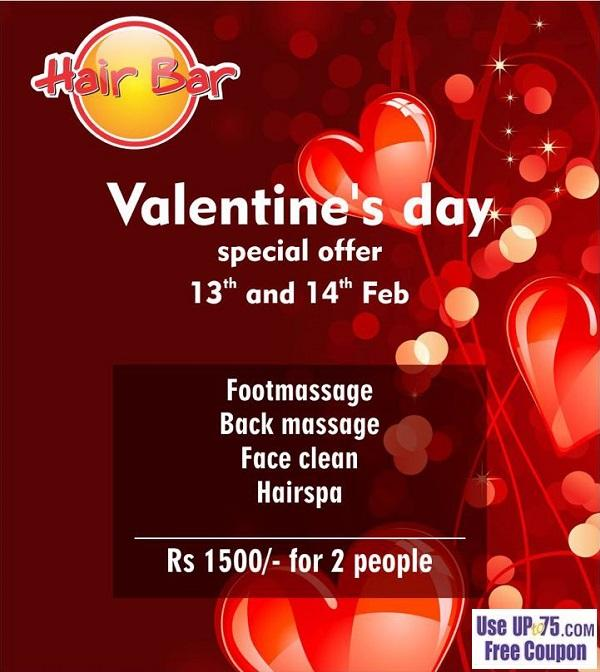 Hair Bar
Valentine's day
special offer
13th and 14th Feb
Footmassage
Back massage
Face clean
Hairspa
Rs 1500/- for 2 people
Use UPto75.com
Free Coupon